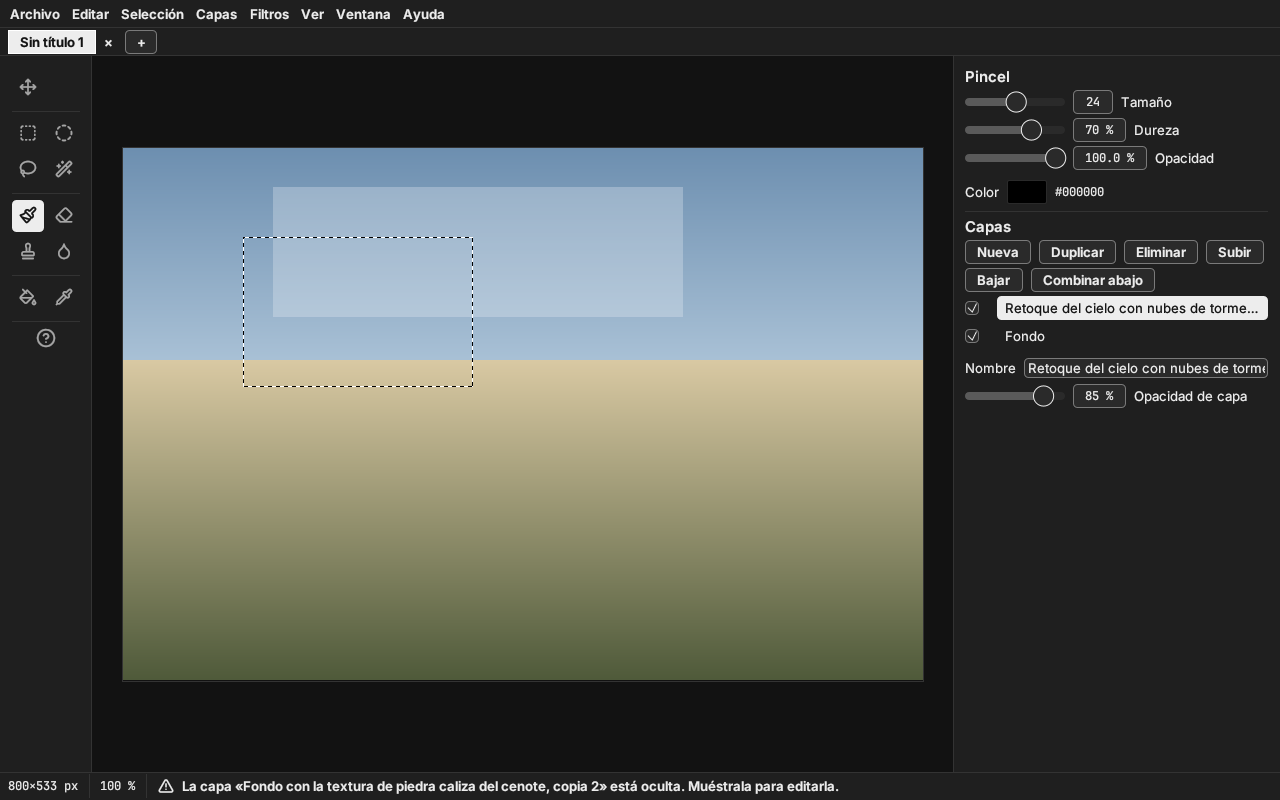 Archivo Editar Selección Capas Filtros Ver Ventana Ayuda
Sin título 1 × +
Pincel
24 Tamaño
70 % Dureza
100.0 % Opacidad
Color #000000
Capas
Nueva Duplicar Eliminar Subir
Bajar Combinar abajo
Retoque del cielo con nubes de torme...
Fondo
Nombre Retoque del cielo con nubes de torme
85 % Opacidad de capa
800×533 px 100 % La capa «Fondo con la textura de piedra caliza del cenote, copia 2» está oculta. Muéstrala para editarla.